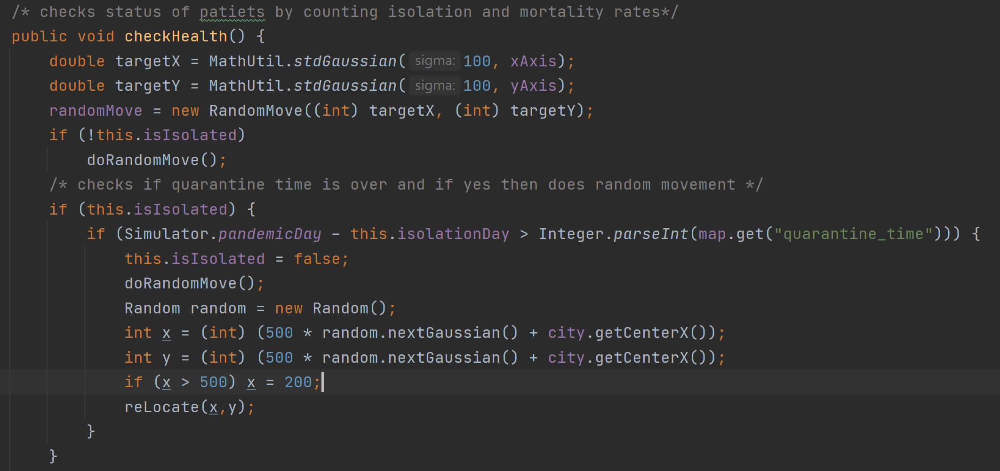 /* checks status of patiets by counting isolation and mortality rates*/
public void checkHealth() {
double targetX = MathUtil.stdGaussian( sigma: 100, xAxis);
double targetY = MathUtil.stdGaussian( sigma: 100, yAxis);
randomMove = new RandomMove((int) targetX, (int) targetY);
if (!this.isIsolated)
doRandomMove();
/* checks if quarantine time is over and if yes then does random movement */
if (this.isIsolated) {
if (Simulator.pandemicDay - this.isolationDay > Integer.parseInt(map.get("quarantine_time"))) {
this.isIsolated = false;
doRandomMove();
Random random = new Random();
int x = (int) (500 * random.nextGaussian() + city.getCenterX());
int y = (int) (500 * random.nextGaussian() + city.getCenterX());
if (x > 500) x = 200;
reLocate(x,y);
}
}